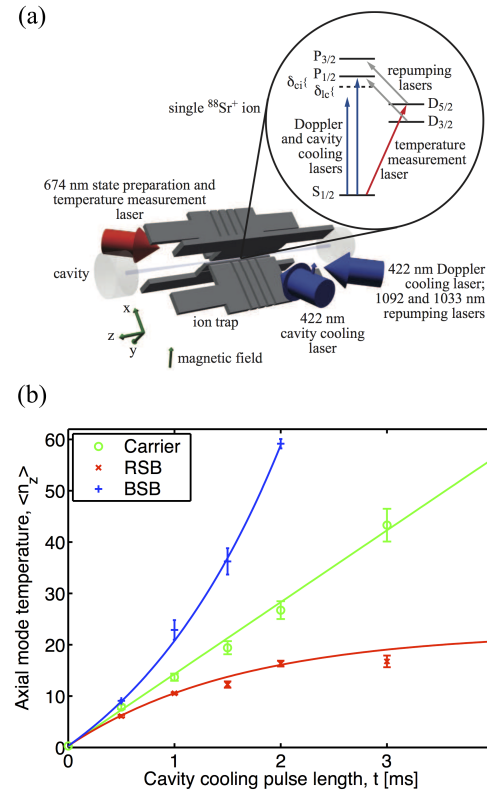 (a)
P3/2
P1/2
δci{
δlc{
repumping
lasers
D5/2
D3/2
single 88Sr+ ion
Doppler
and cavity
cooling
lasers
temperature
measurement
laser
S1/2
674 nm state preparation and
temperature measurement
laser
cavity
422 nm Doppler
cooling laser;
1092 and 1033 nm
repumping lasers
422 nm
cavity cooling
laser
ion trap
x
z
y
magnetic field
(b)
Axial mode temperature, <nz>
60
50
40
30
20
10
0
Carrier
RSB
BSB
0 1 2 3
Cavity cooling pulse length, t [ms]